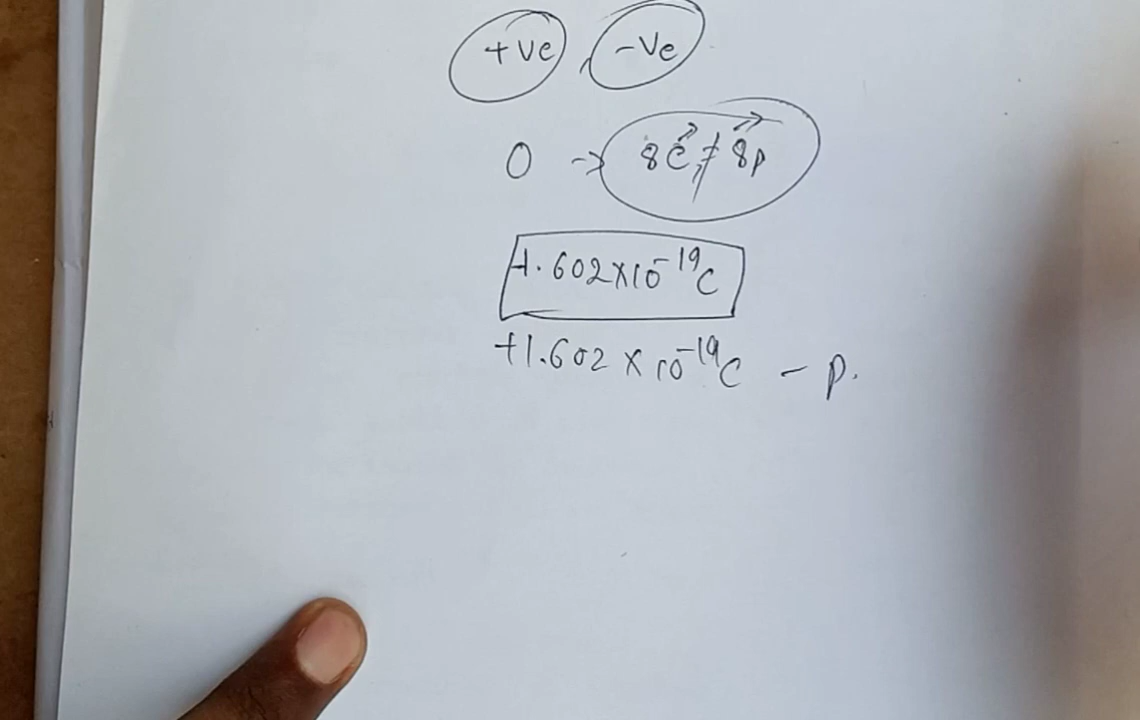 +ve , -ve
O → 8e⁻ ≠ 8p
-1.602×10⁻¹⁹C
+1.602 × 10⁻¹⁹C - p.